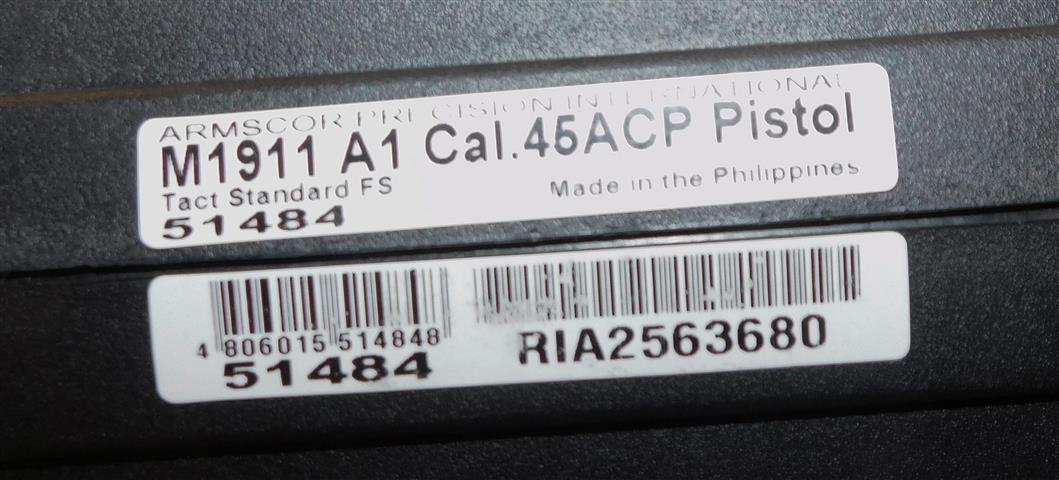 ARMSCOR PRECISION INTERNATIONAL
M1911 A1 Cal.45ACP Pistol
Tact Standard FS
Made in the Philippines
51484
4 806015 514848
51484
RIA2563680